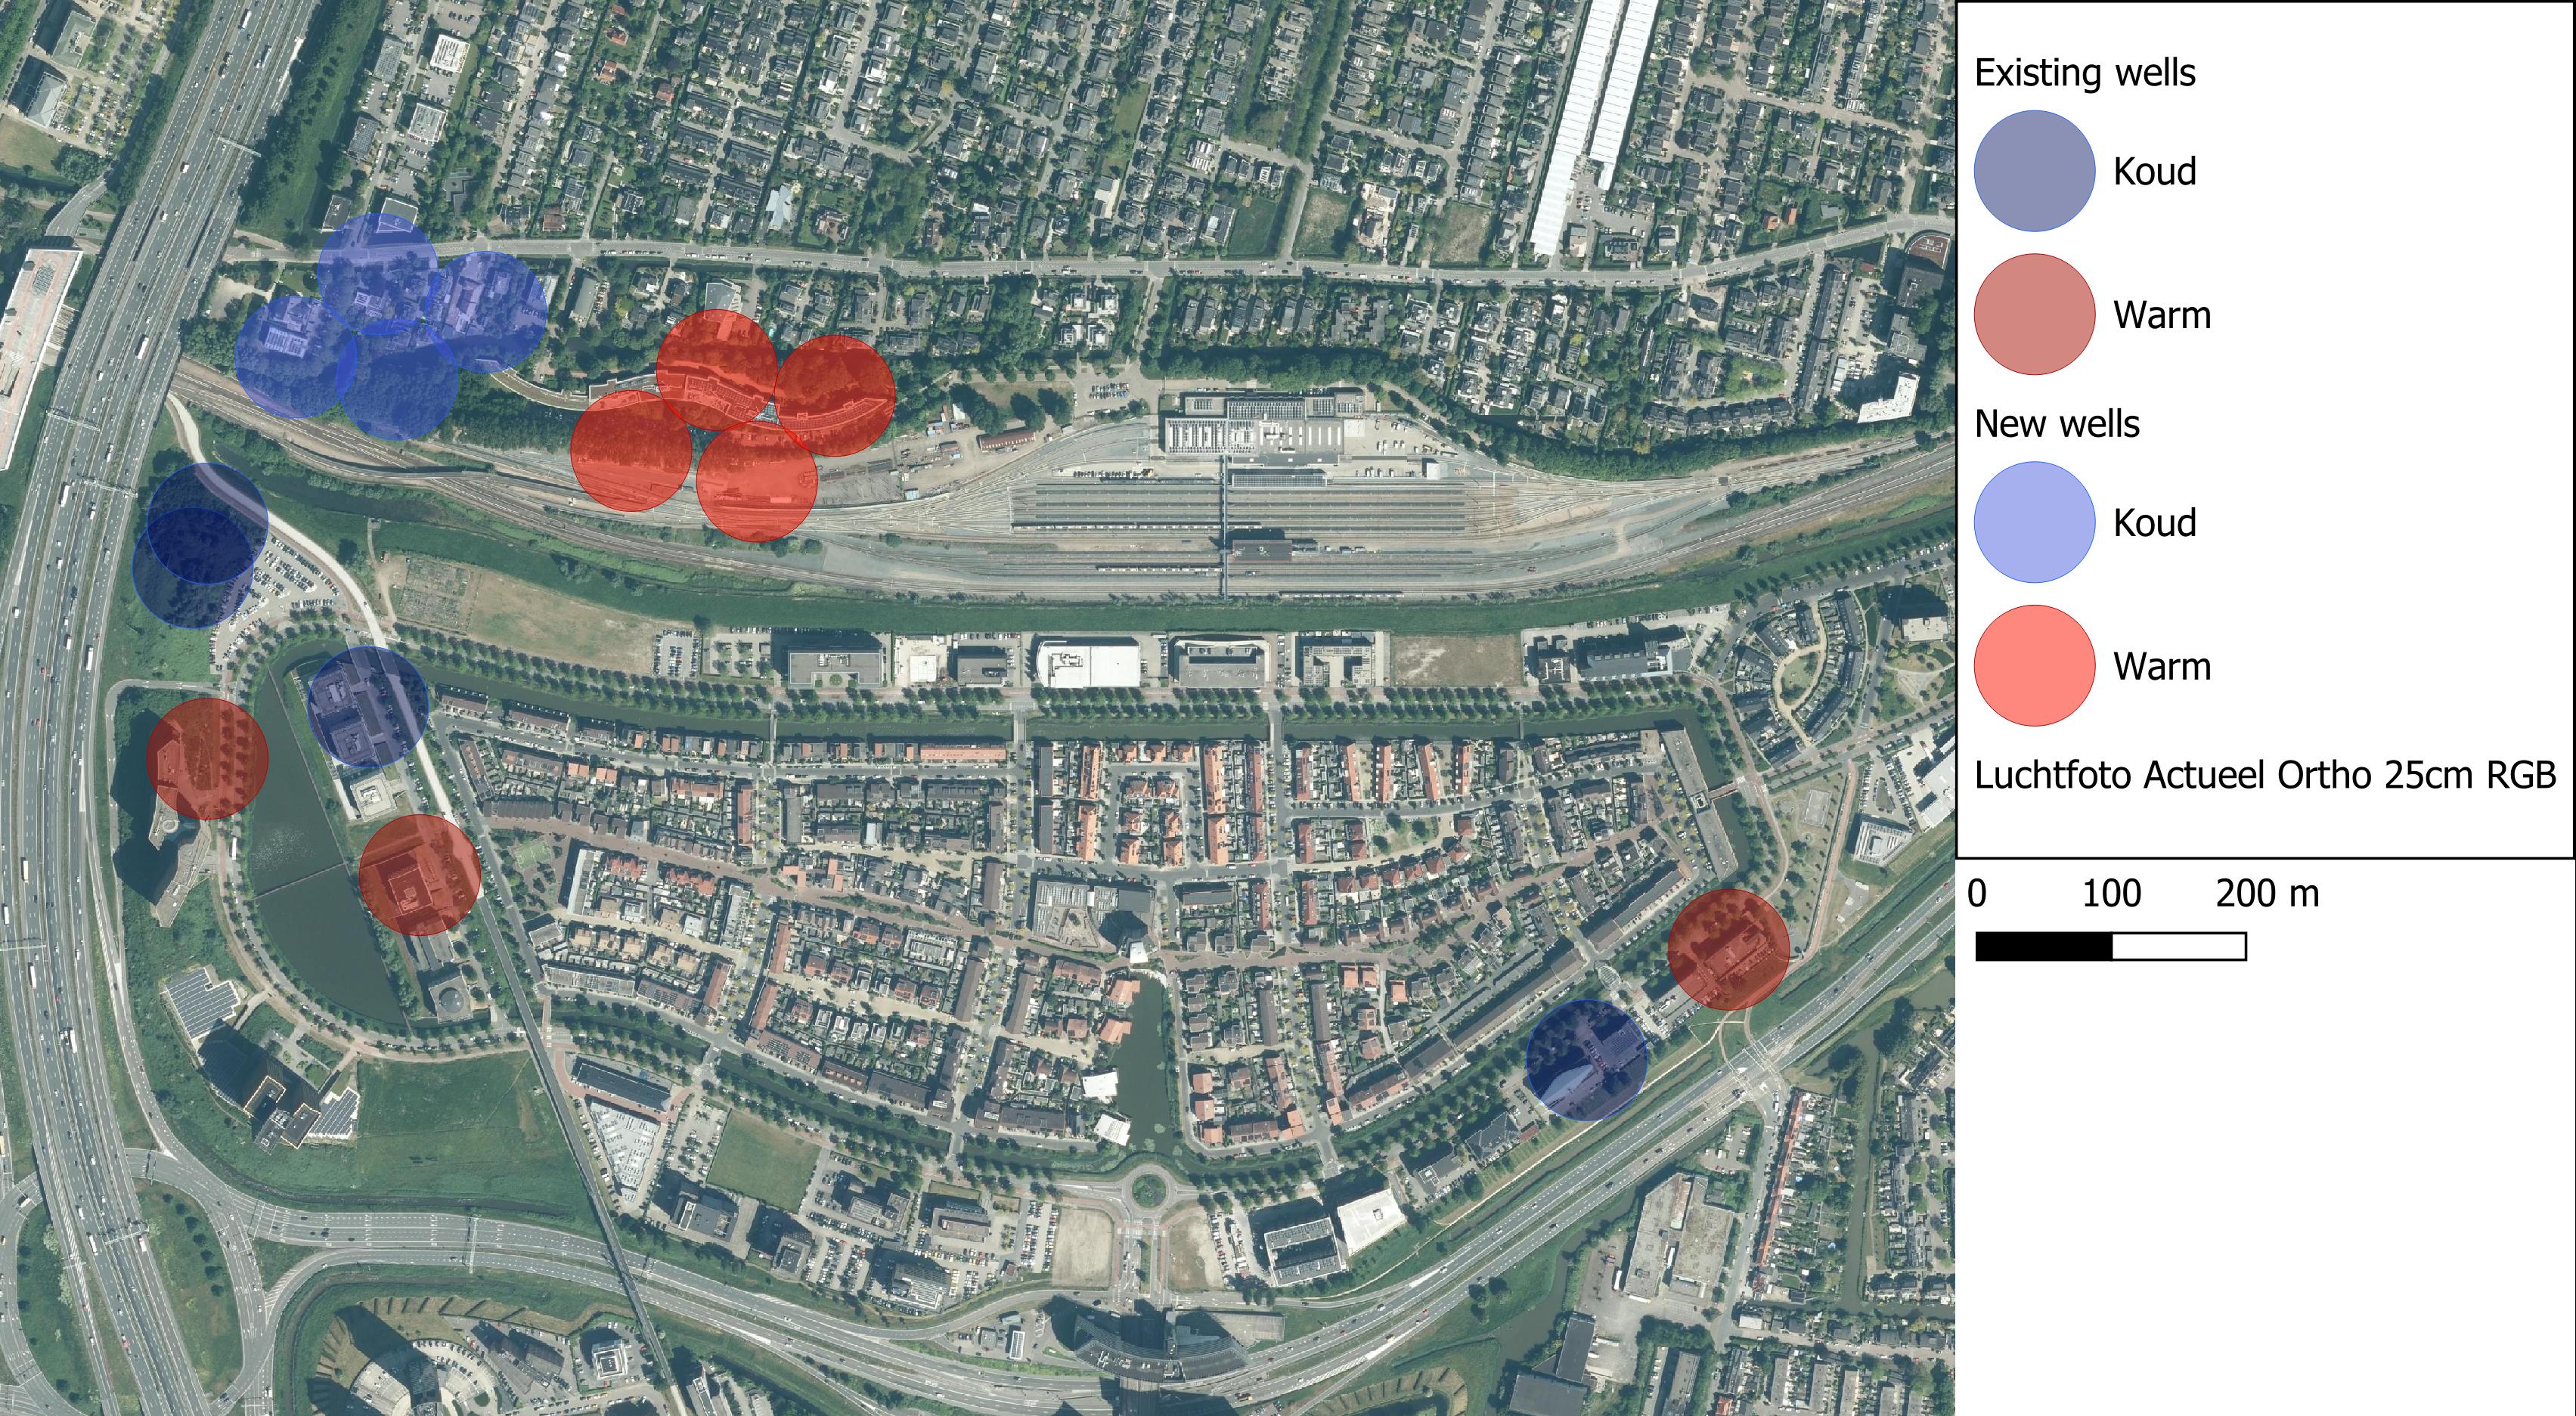 Existing wells
Koud
Warm
New wells
Koud
Warm
Luchtfoto Actueel Ortho 25cm RGB
0 100 200 m